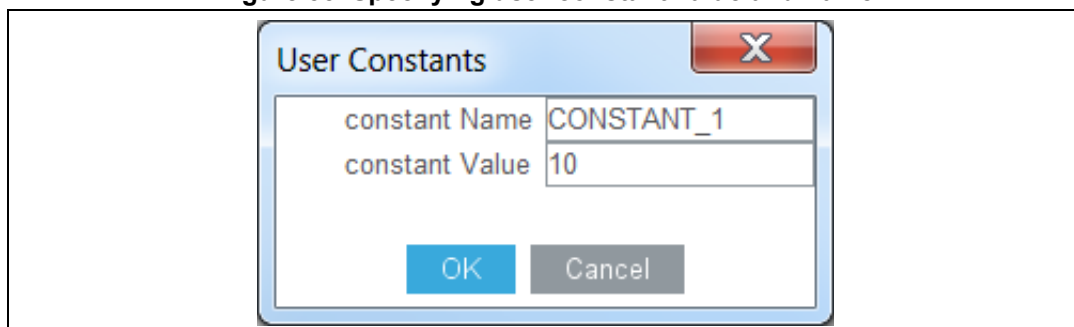 User Constants
constant Name CONSTANT_1
constant Value 10
OK Cancel